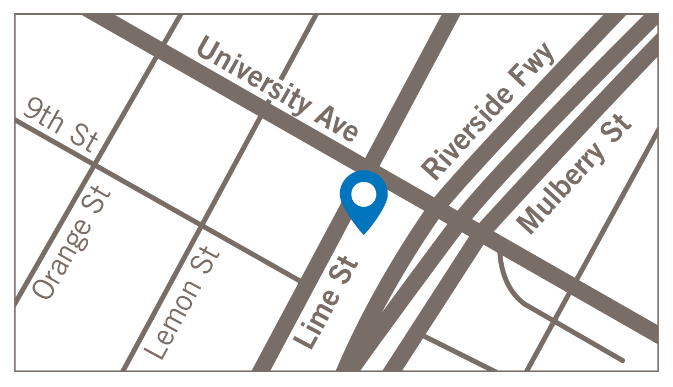 University Ave
Riverside Fwy
9th St
Mulberry St
Orange St
Lemon St
Lime St